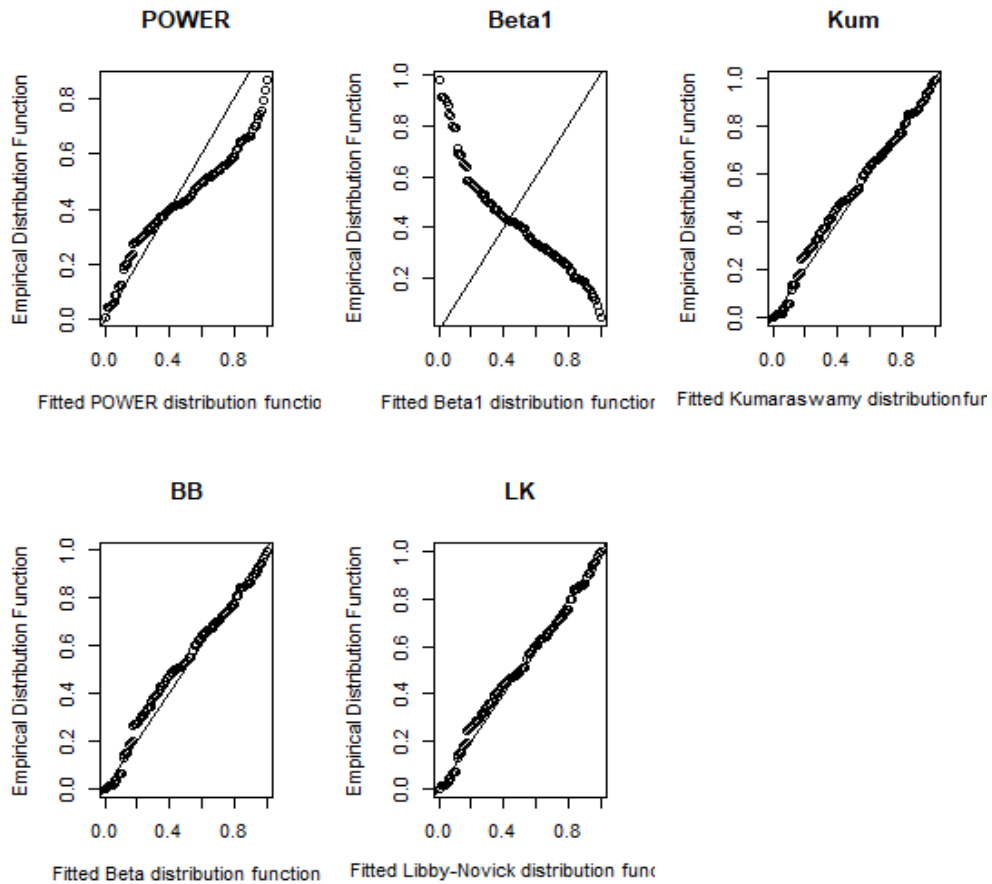 POWER
Empirical Distribution Function
0.0 0.2 0.4 0.6 0.8
0.0 0.4 0.8
Fitted POWER distribution functio
Beta1
Empirical Distribution Function
0.2 0.4 0.6 0.8 1.0
0.0 0.4 0.8
Fitted Beta1 distribution function
Kum
Empirical Distribution Function
0.0 0.2 0.4 0.6 0.8 1.0
0.0 0.4 0.8
Fitted Kumaraswamy distribution fur
BB
Empirical Distribution Function
0.0 0.2 0.4 0.6 0.8 1.0
0.0 0.4 0.8
Fitted Beta distribution function
LK
Empirical Distribution Function
0.0 0.2 0.4 0.6 0.8 1.0
0.0 0.4 0.8
Fitted Libby-Novick distribution func